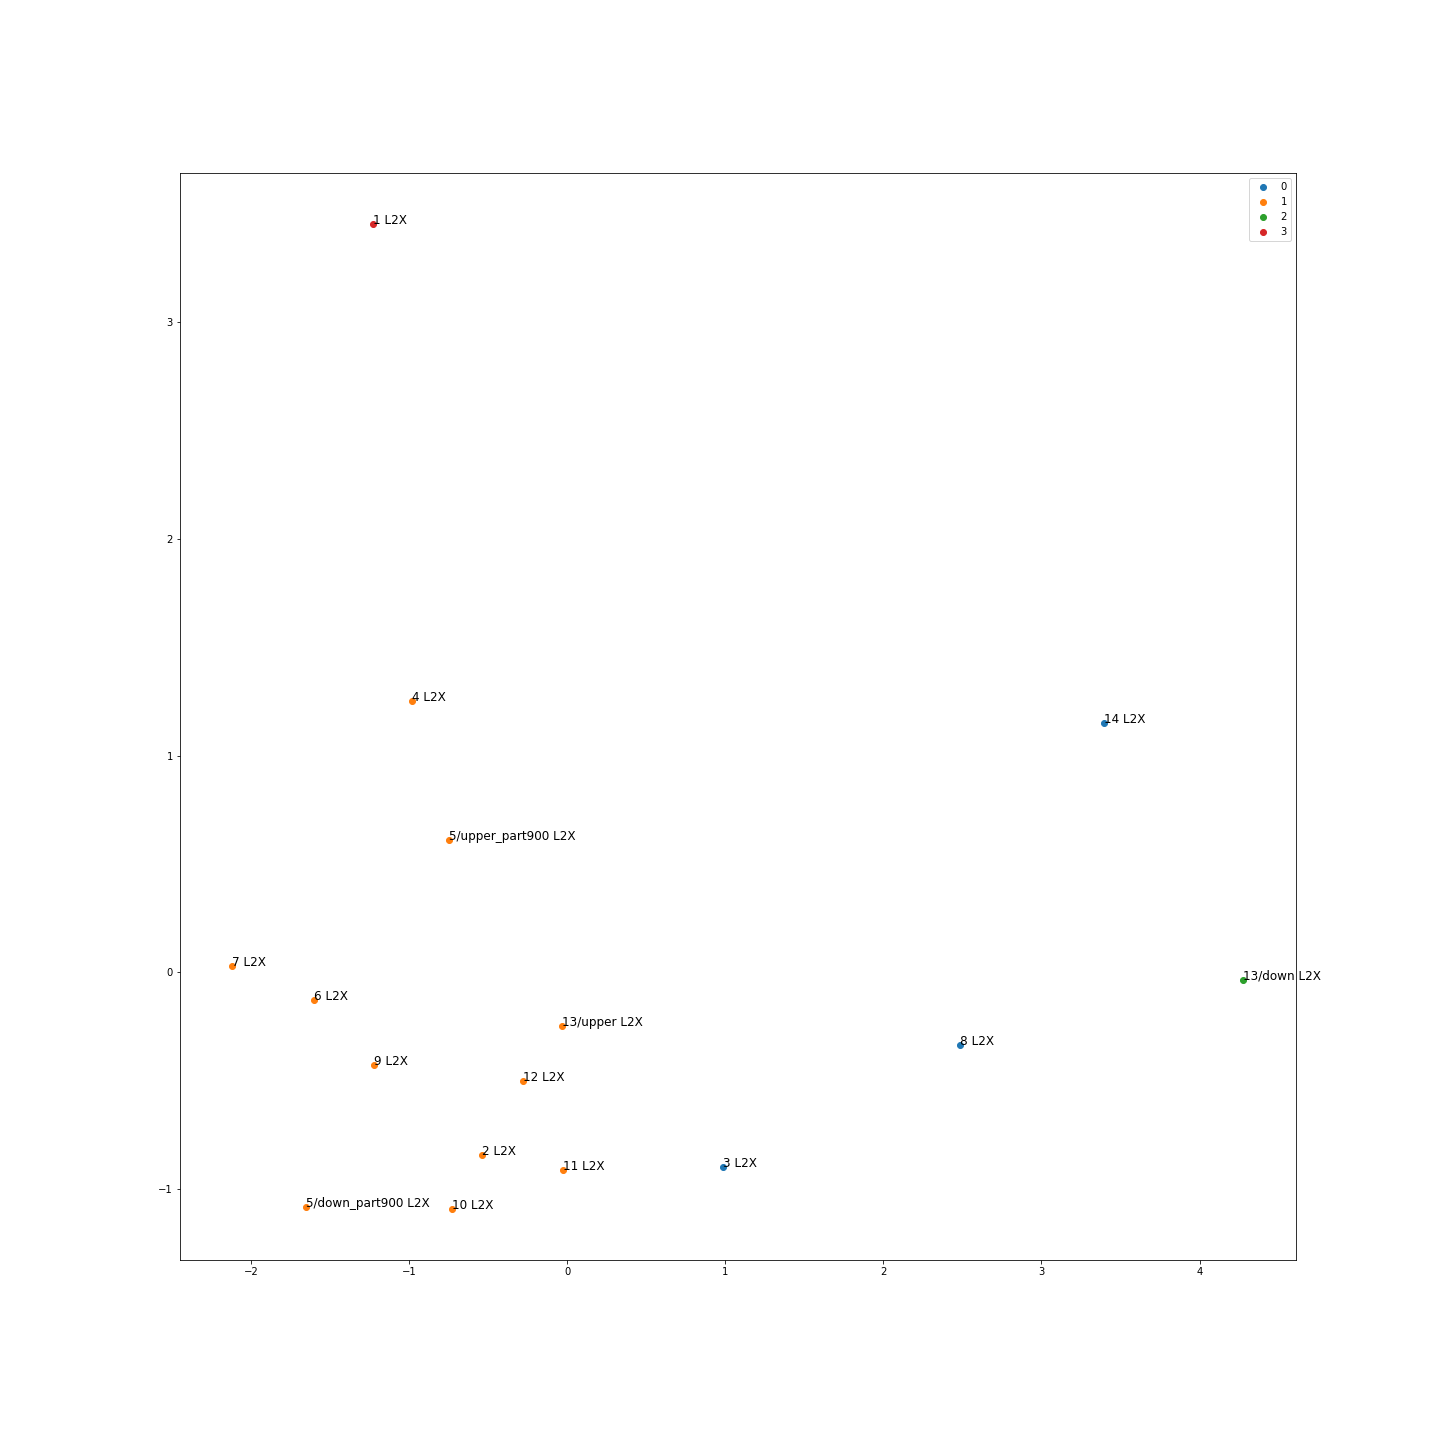 0
1
2
3
1 L2X
3
2
4 L2X
14 L2X
1
5/upper_part900 L2X
7 L2X
0
13/down L2X
6 L2X
13/upper L2X
8 L2X
9 L2X
12 L2X
2 L2X
11 L2X
3 L2X
−1
5/down_part900 L2X
10 L2X
−2 −1 0 1 2 3 4